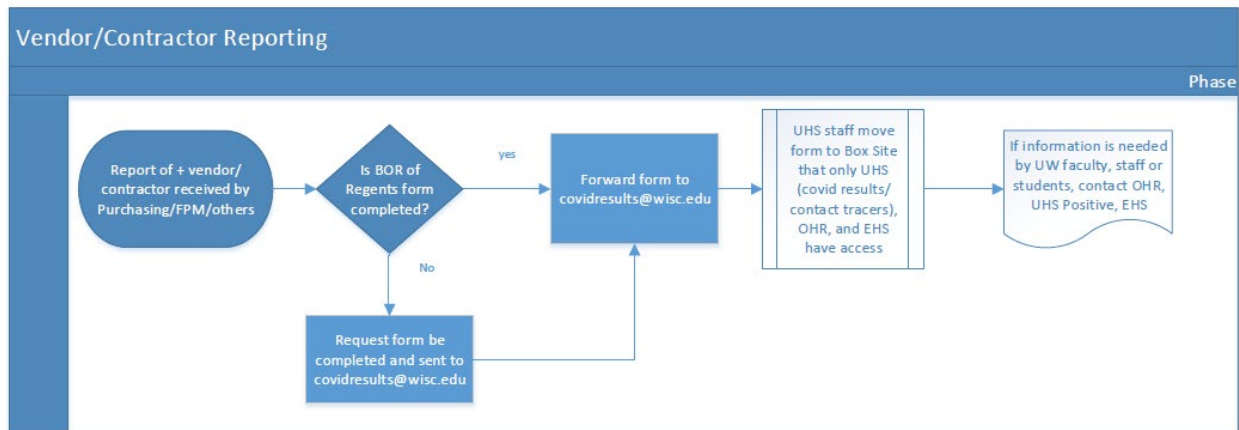 Vendor/Contractor Reporting
Phase
Report of + vendor/
contractor received by
Purchasing/FPM/others
Is BOR of
Regents form
completed?
yes
No
Request form be
completed and sent to
covidresults@wisc.edu
Forward form to
covidresults@wisc.edu
UHS staff move
form to Box Site
that only UHS
(covid results/
contact tracers),
OHR, and EHS
have access
If information is needed
by UW faculty, staff or
students, contact OHR,
UHS Positive, EHS